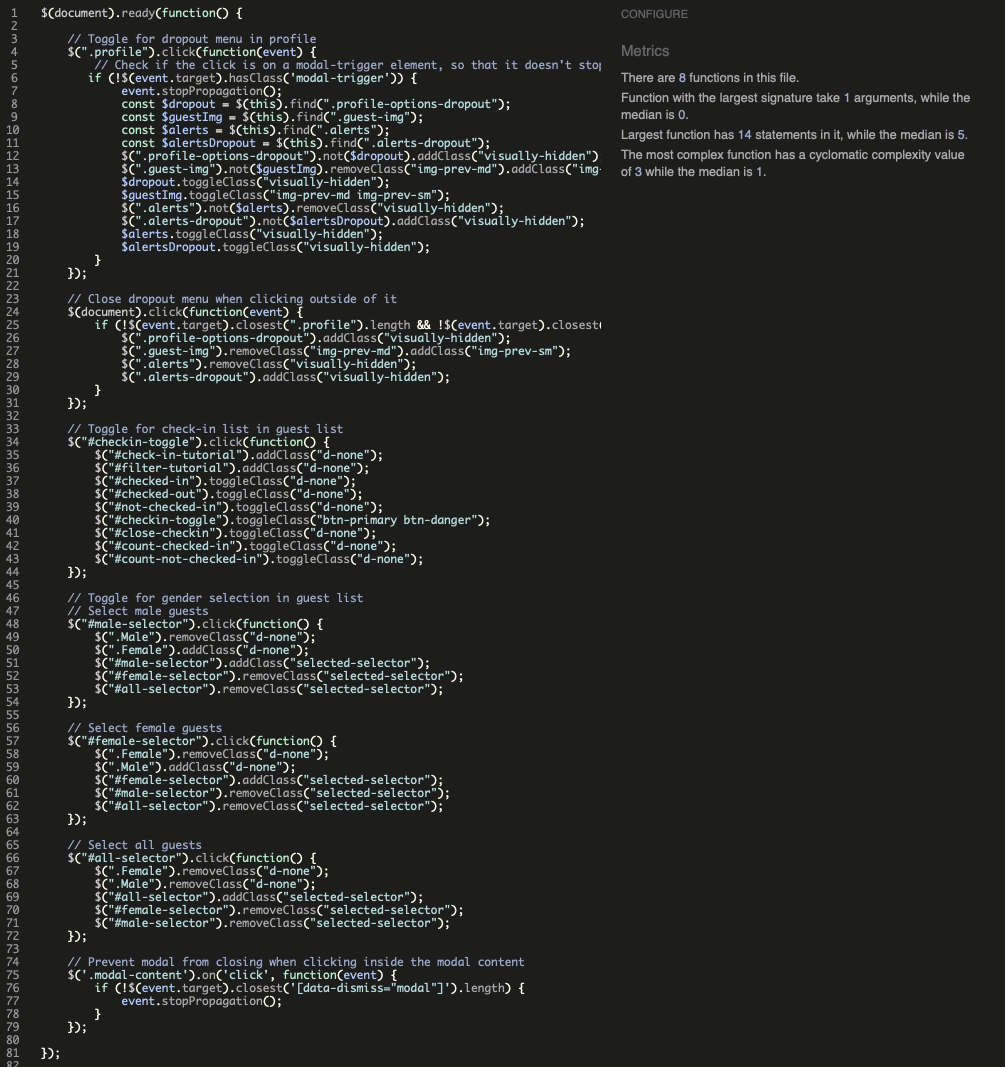 1 $(document).ready(function() {
2
3 // Toggle for dropout menu in profile
4 $(".profile").click(function(event) {
5 // Check if the click is on a modal-trigger element, so that it doesn't stop
6 if (!$(event.target).hasClass('modal-trigger')) {
7 event.stopPropagation();
8 const $dropout = $(this).find(".profile-options-dropout");
9 const $guestImg = $(this).find(".guest-img");
10 const $alerts = $(this).find(".alerts");
11 const $alertsDropout = $(this).find(".alerts-dropout");
12 $(".profile-options-dropout").not($dropout).addClass("visually-hidden")
13 $(".guest-img").not($guestImg).removeClass("img-prev-md").addClass("img-
14 $dropout.toggleClass("visually-hidden");
15 $guestImg.toggleClass("img-prev-md img-prev-sm");
16 $(".alerts").not($alerts).removeClass("visually-hidden");
17 $(".alerts-dropout").not($alertsDropout).addClass("visually-hidden");
18 $alerts.toggleClass("visually-hidden");
19 $alertsDropout.toggleClass("visually-hidden");
20 }
21 });
22
23 // Close dropout menu when clicking outside of it
24 $(document).click(function(event) {
25 if (!$(event.target).closest(".profile").length && !$(event.target).closest(
26 $(".profile-options-dropout").addClass("visually-hidden");
27 $(".guest-img").removeClass("img-prev-md").addClass("img-prev-sm");
28 $(".alerts").removeClass("visually-hidden");
29 $(".alerts-dropout").addClass("visually-hidden");
30 }
31 });
32
33 // Toggle for check-in list in guest list
34 $("#checkin-toggle").click(function() {
35 $("#check-in-tutorial").addClass("d-none");
36 $("#filter-tutorial").addClass("d-none");
37 $("#checked-in").toggleClass("d-none");
38 $("#checked-out").toggleClass("d-none");
39 $("#not-checked-in").toggleClass("d-none");
40 $("#checkin-toggle").toggleClass("btn-primary btn-danger");
41 $("#close-checkin").toggleClass("d-none");
42 $("#count-checked-in").toggleClass("d-none");
43 $("#count-not-checked-in").toggleClass("d-none");
44 });
45
46 // Toggle for gender selection in guest list
47 // Select male guests
48 $("#male-selector").click(function() {
49 $(".Male").removeClass("d-none");
50 $(".Female").addClass("d-none");
51 $("#male-selector").addClass("selected-selector");
52 $("#female-selector").removeClass("selected-selector");
53 $("#all-selector").removeClass("selected-selector");
54 });
55
56 // Select female guests
57 $("#female-selector").click(function() {
58 $(".Female").removeClass("d-none");
59 $(".Male").addClass("d-none");
60 $("#female-selector").addClass("selected-selector");
61 $("#male-selector").removeClass("selected-selector");
62 $("#all-selector").removeClass("selected-selector");
63 });
64
65 // Select all guests
66 $("#all-selector").click(function() {
67 $(".Female").removeClass("d-none");
68 $(".Male").removeClass("d-none");
69 $("#all-selector").addClass("selected-selector");
70 $("#female-selector").removeClass("selected-selector");
71 $("#male-selector").removeClass("selected-selector");
72 });
73
74 // Prevent modal from closing when clicking inside the modal content
75 $('.modal-content').on('click', function(event) {
76 if (!$(event.target).closest('[data-dismiss="modal"]').length) {
77 event.stopPropagation();
78 }
79 });
80
81 });
82
CONFIGURE
Metrics
There are 8 functions in this file.
Function with the largest signature take 1 arguments, while the
median is 0.
Largest function has 14 statements in it, while the median is 5.
The most complex function has a cyclomatic complexity value
of 3 while the median is 1.